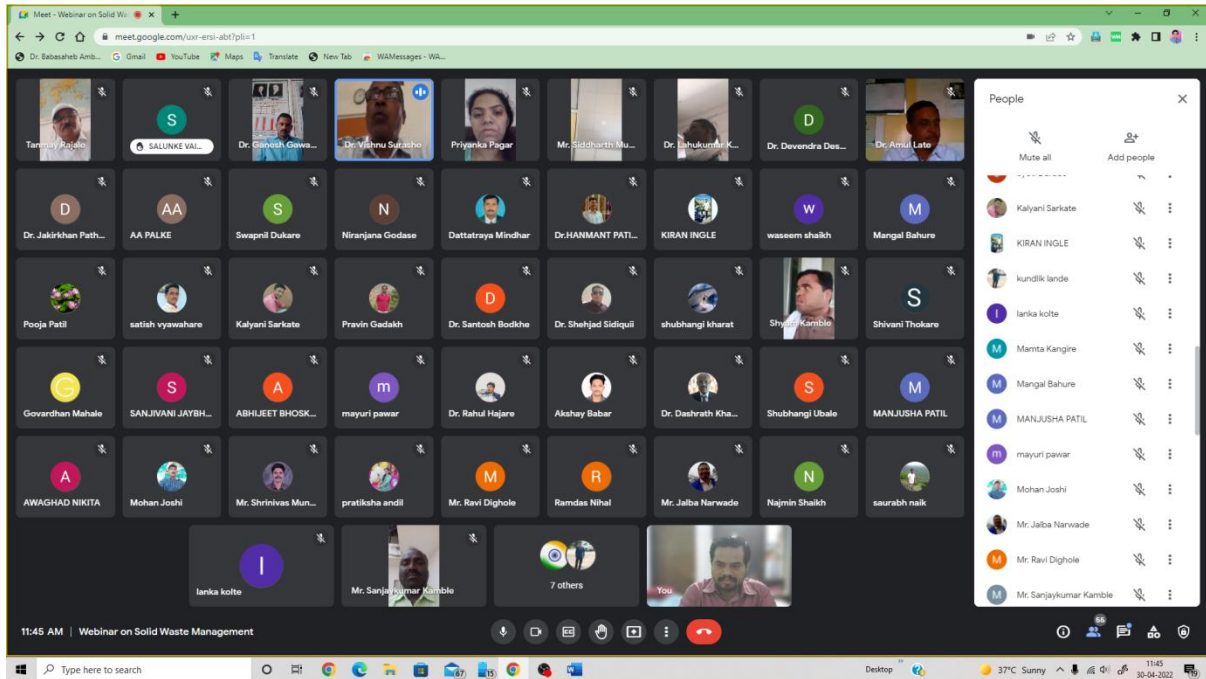 Meet - Webinar on Solid Wa
meet.google.com/uxr-ersi-abt?pli=1
Dr. Babasaheb Amb... Gmail YouTube Maps Translate New Tab WAMessages - WA...
Tanmay Rajale
S
SALUNKE VAI...
Dr. Ganesh Gawa...
Dr. Vishnu Surashe
Priyanka Pagar
Mr. Siddharth Mu...
Dr. Lahukumar K...
D
Dr. Devendra Des...
Dr. Amul Late
D
Dr. Jakirkhan Path...
AA
AA PALKE
S
Swapnil Dukare
N
Niranjana Godase
Dattatraya Mindhar
Dr.HANMANT PATI...
KIRAN INGLE
w
waseem shaikh
M
Mangal Bahure
Pooja Patil
satish vyawahare
Kalyani Sarkate
Pravin Gadakh
D
Dr. Santosh Bodkhe
Dr. Shehjad Sidiquii
shubhangi kharat
Shyam Kamble
S
Shivani Thokare
G
Govardhan Mahale
S
SANJIVANI JAYBH...
A
ABHIJEET BHOSK...
m
mayuri pawar
Dr. Rahul Hajare
Akshay Babar
Dr. Dashrath Kha...
S
Shubhangi Ubale
M
MANJUSHA PATIL
A
AWAGHAD NIKITA
Mohan Joshi
Mr. Shrinivas Mun...
pratiksha andil
M
Mr. Ravi Dighole
R
Ramdas Nihal
Mr. Jalba Narwade
N
Najmin Shaikh
saurabh naik
l
lanka kolte
Mr. Sanjaykumar Kamble
7 others
You
People
Mute all
Add people
Kalyani Sarkate
KIRAN INGLE
kundlik lande
l
lanka kolte
M
Mamta Kangire
M
Mangal Bahure
M
MANJUSHA PATIL
m
mayuri pawar
Mohan Joshi
Mr. Jalba Narwade
M
Mr. Ravi Dighole
M
Mr. Sanjaykumar Kamble
11:45 AM | Webinar on Solid Waste Management
66
Type here to search
67
15
Desktop
37°C Sunny
11:45
30-04-2022
19